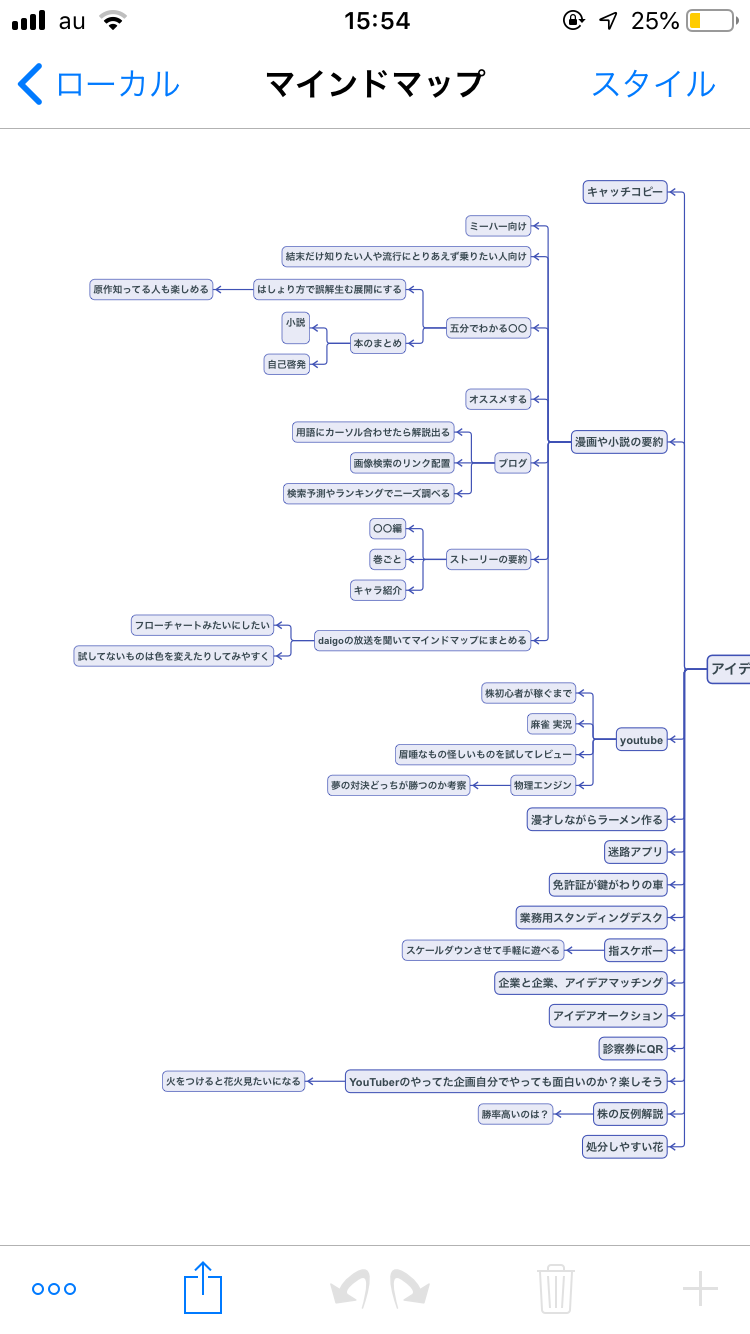 au 15:54 25%
ローカル マインドマップ スタイル
キャッチコピー
ミーハー向け
結末だけ知りたい人や流行にとりあえず乗りたい人向け
原作知ってる人も楽しめる
はしょり方で誤解生む展開にする
小説
五分でわかる〇〇
本のまとめ
自己啓発
オススメする
用語にカーソル合わせたら解説出る
漫画や小説の要約
画像検索のリンク配置
ブログ
検索予測やランキングでニーズ調べる
〇〇編
巻ごと
ストーリーの要約
キャラ紹介
フローチャートみたいにしたい
daigoの放送を聞いてマインドマップにまとめる
試してないものは色を変えたりしてみやすく
アイデ
株初心者が稼ぐまで
麻雀 実況
youtube
眉唾なもの怪しいものを試してレビュー
夢の対決どっちが勝つのか考察
物理エンジン
漫才しながらラーメン作る
迷路アプリ
免許証が鍵がわりの車
業務用スタンディングデスク
スケールダウンさせて手軽に遊べる
指スケボー
企業と企業、アイデアマッチング
アイデアオークション
診察券にQR
火をつけると花火見たいになる
YouTuberのやってた企画自分でやっても面白いのか？楽しそう
勝率高いのは？
株の反例解説
処分しやすい花